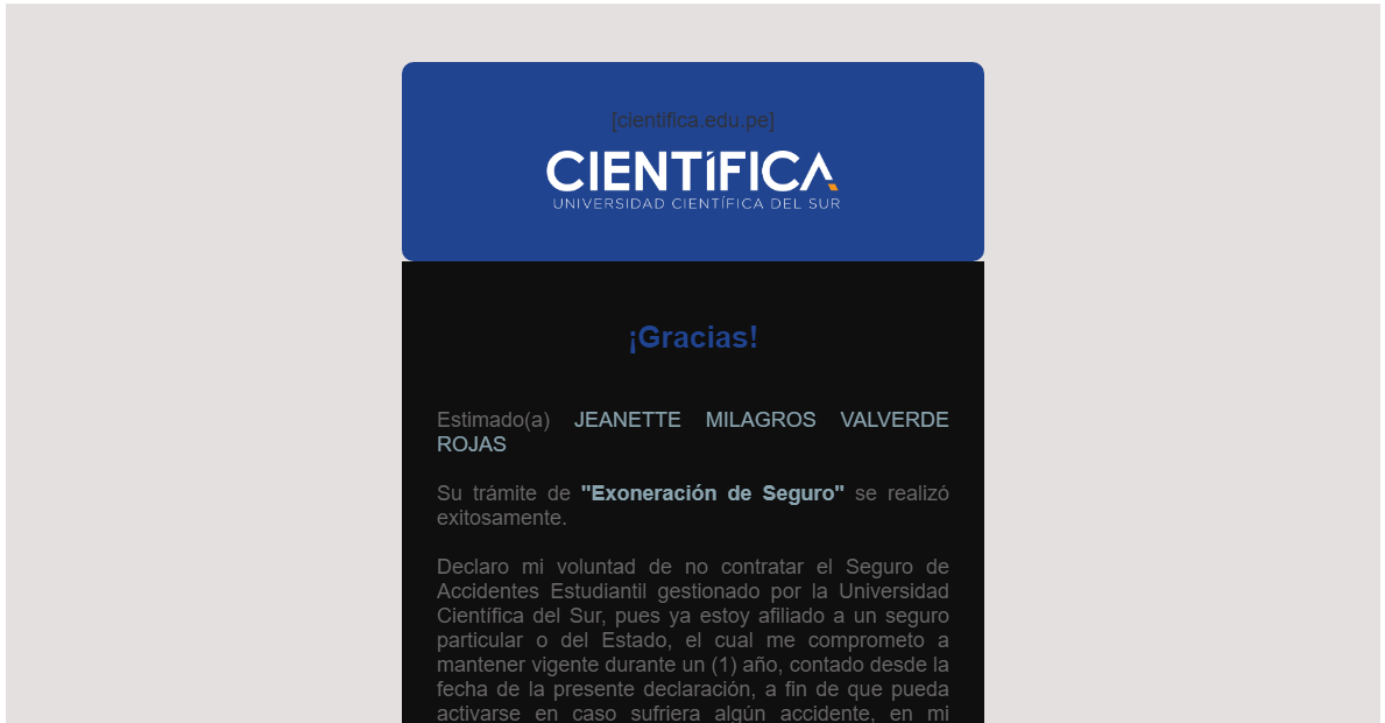 [cientifica.edu.pe]
CIENTÍFICA
UNIVERSIDAD CIENTÍFICA DEL SUR
¡Gracias!
Estimado(a) JEANETTE MILAGROS VALVERDE
ROJAS
Su trámite de "Exoneración de Seguro" se realizó
exitosamente.
Declaro mi voluntad de no contratar el Seguro de
Accidentes Estudiantil gestionado por la Universidad
Científica del Sur, pues ya estoy afiliado a un seguro
particular o del Estado, el cual me comprometo a
mantener vigente durante un (1) año, contado desde la
fecha de la presente declaración, a fin de que pueda
activarse en caso sufriera algún accidente, en mi